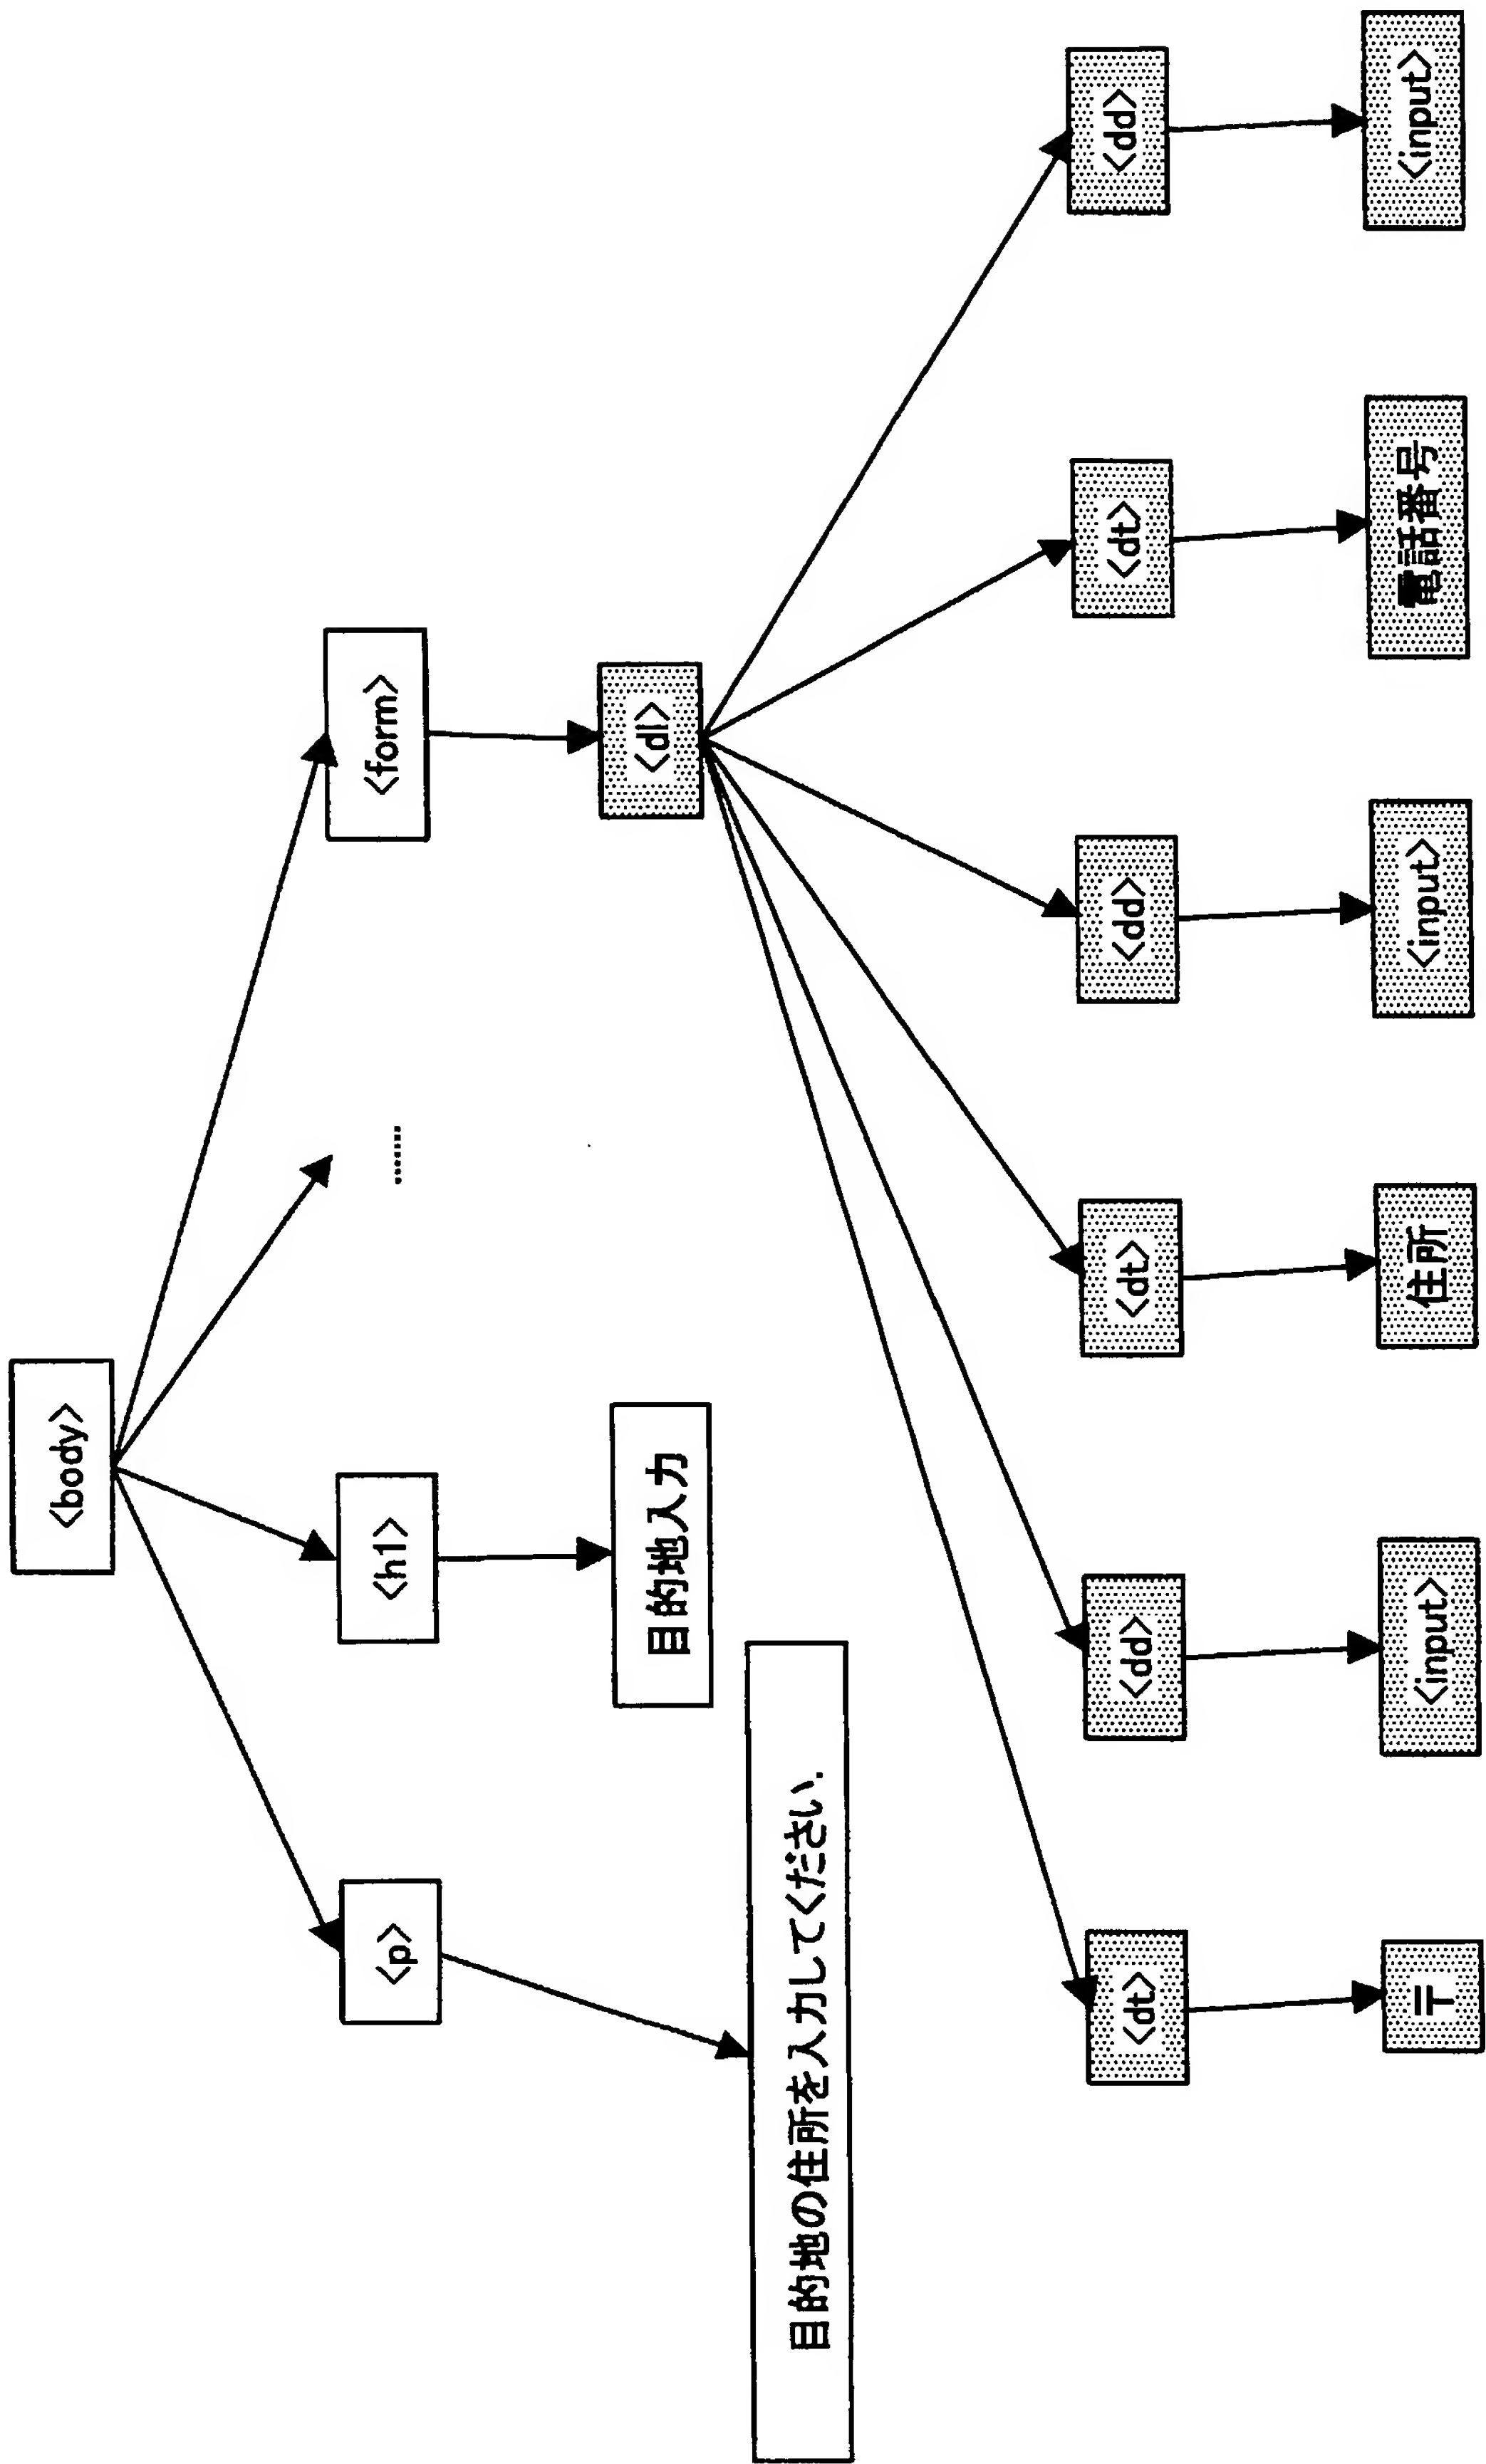 <body>
<p>
<h1>
......
<form>
目的地入力
<dl>
目的地の住所を入力してください.
<dt>
<dd>
<dt>
<dd>
<dt>
<dd>
〒
<input>
住所
<input>
電話番号
<input>